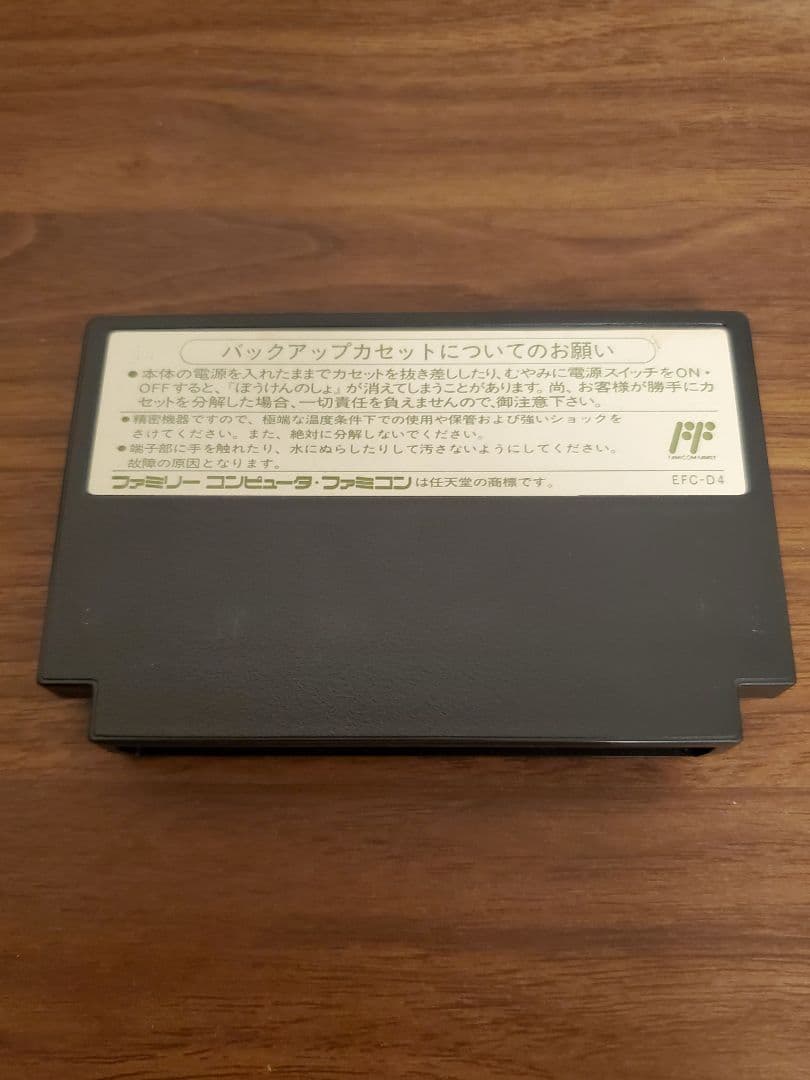 バックアップカセットについてのお願い
●本体の電源を入れたままでカセットを抜き差ししたり、むやみに電源スイッチをON・
OFFすると、『ぼうけんのしょ』が消えてしまうことがあります。尚、お客様が勝手にカ
セットを分解した場合、一切責任を負えませんので、御注意下さい。
●精密機器ですので、極端な温度条件下での使用や保管および強いショックを
さけてください。また、絶対に分解しないでください。
●端子部に手を触れたり、水にぬらしたりして汚さないようにしてください。
故障の原因となります。
FAMICOM FAMILY
ファミリーコンピュータ・ファミコンは任天堂の商標です。
EFC-D4